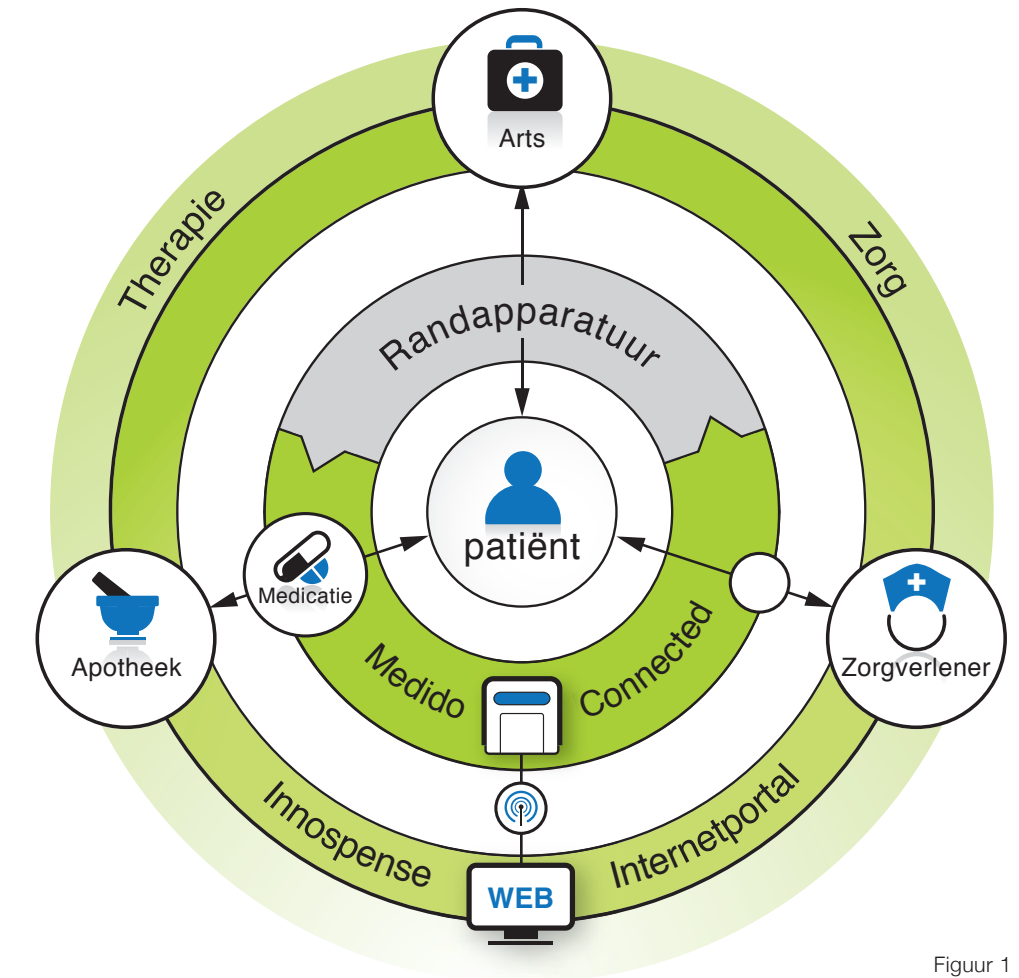 Arts
Therapie
Zorg
Randapparatuur
patiënt
Medicatie
Apotheek
Zorgverlener
Medido
Connected
Innospense
Internetportal
WEB
Figuur 1